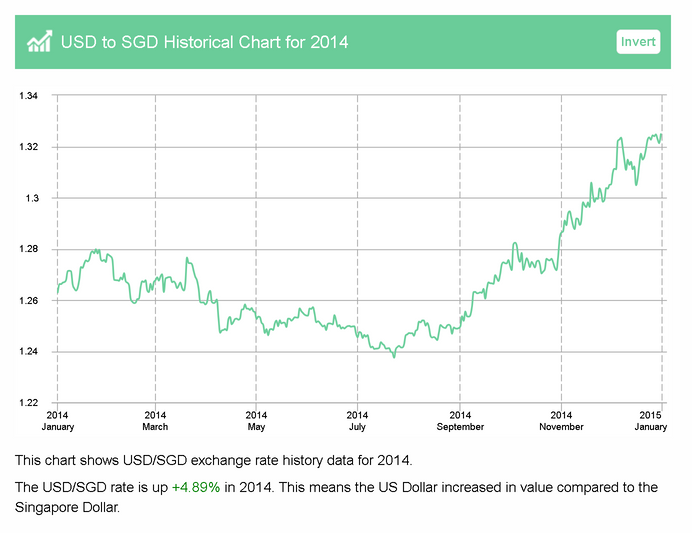 USD to SGD Historical Chart for 2014
Invert
1.34
1.32
1.3
1.28
1.26
1.24
1.22
2014
January
2014
March
2014
May
2014
July
2014
September
2014
November
2015
January
This chart shows USD/SGD exchange rate history data for 2014.
The USD/SGD rate is up +4.89% in 2014. This means the US Dollar increased in value compared to the
Singapore Dollar.